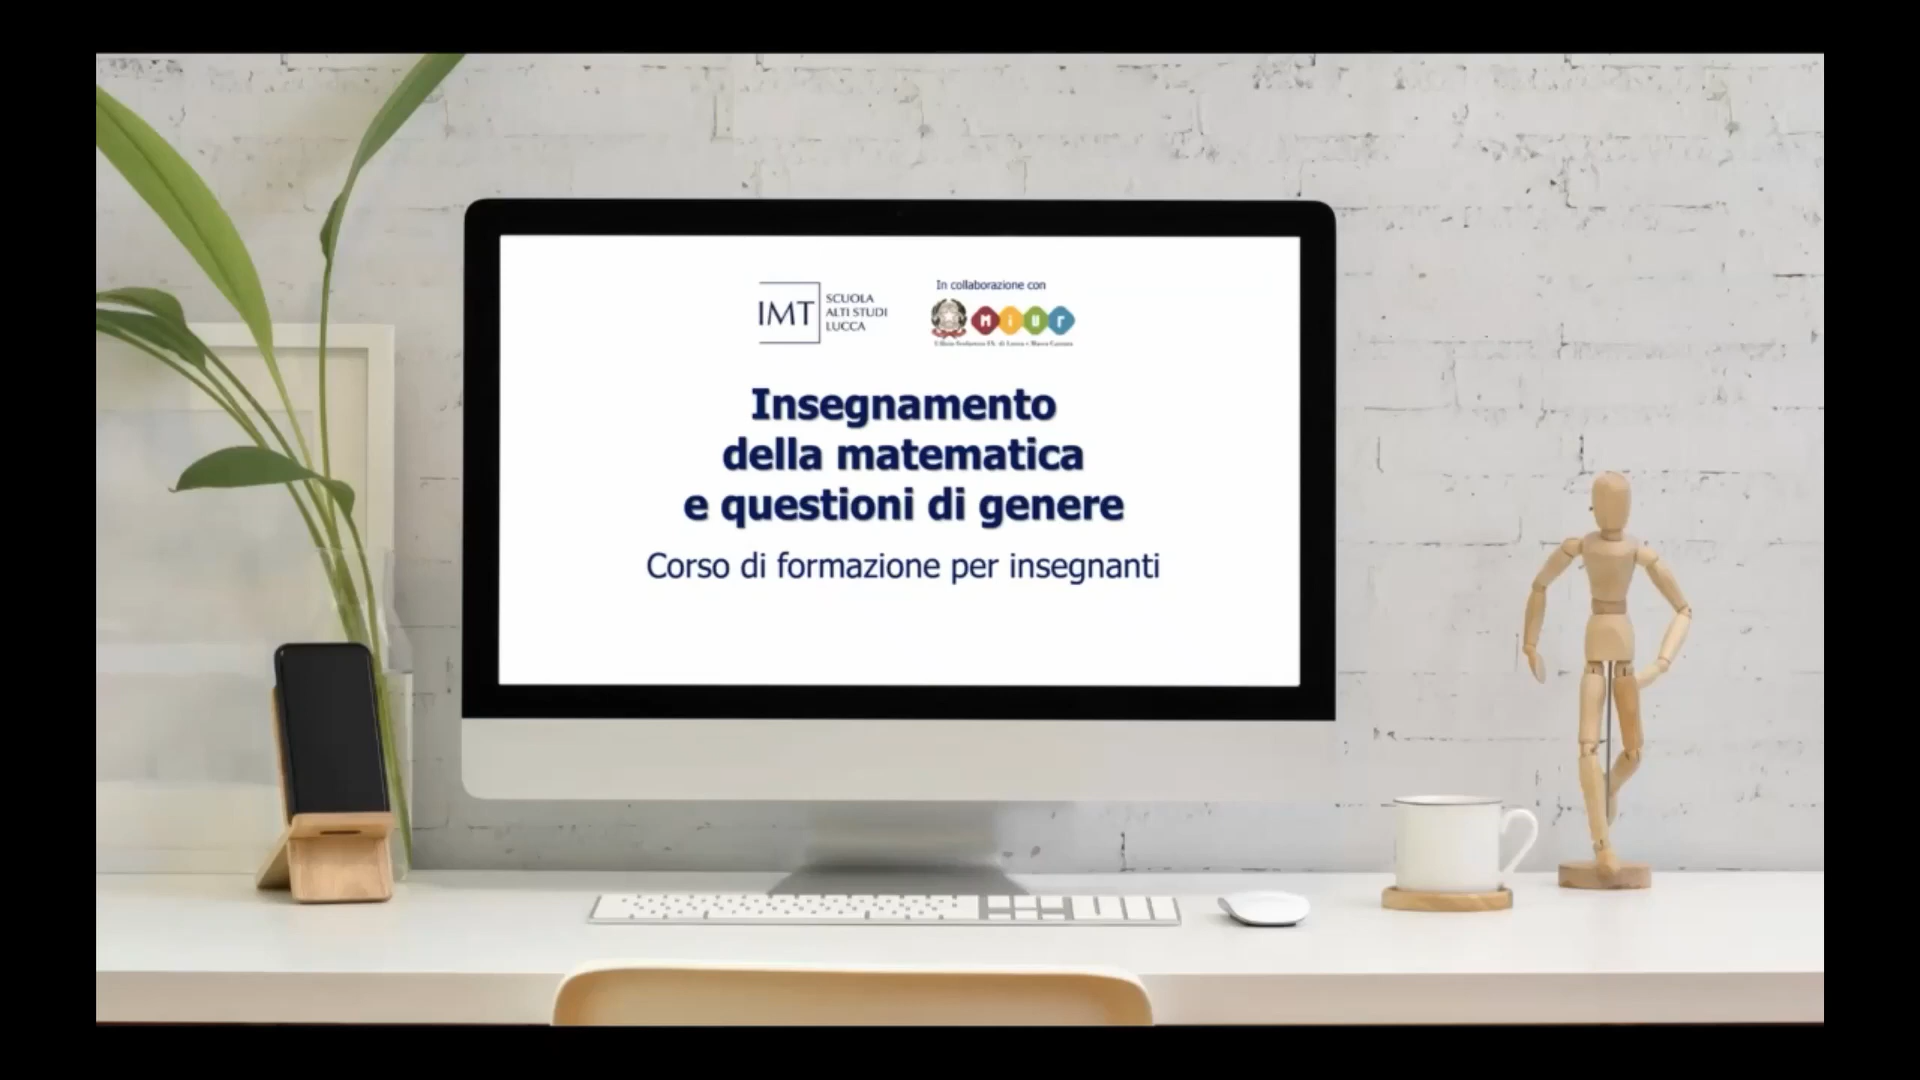 IMT
SCUOLA
ALTI STUDI
LUCCA
In collaborazione con
MIUR
Insegnamento
della matematica
e questioni di genere
Corso di formazione per insegnanti